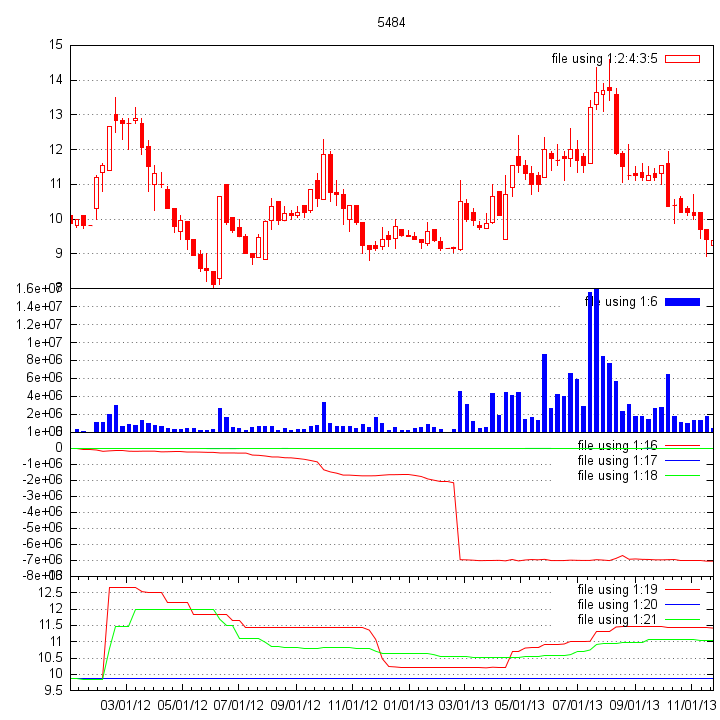 5484
15
file using 1:2:4:3:5
14
13
12
11
10
9
8
1.6e+07
file using 1:6
1.4e+07
1.2e+07
1e+07
8e+06
6e+06
4e+06
2e+06
0
file using 1:16
-1e+06
file using 1:17
-2e+06
file using 1:18
-3e+06
-4e+06
-5e+06
-6e+06
-7e+06
-8e+06
12.5
file using 1:19
12
file using 1:20
11.5
file using 1:21
11
10.5
10
9.5
03/01/12 05/01/12 07/01/12 09/01/12 11/01/12 01/01/13 03/01/13 05/01/13 07/01/13 09/01/13 11/01/13